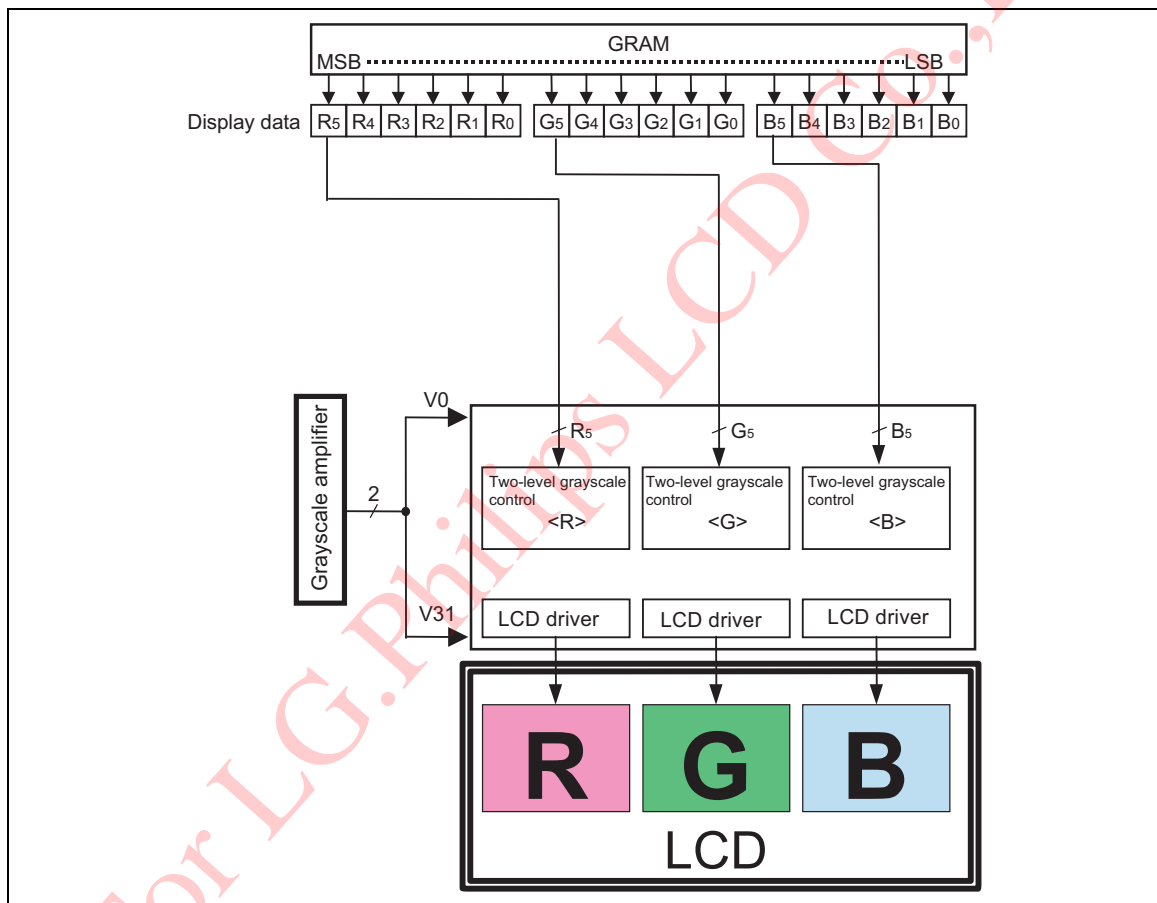 GRAM
MSB LSB
Display data R5 R4 R3 R2 R1 R0 G5 G4 G3 G2 G1 G0 B5 B4 B3 B2 B1 B0
V0
R5 G5 B5
Grayscale amplifier
2
Two-level grayscale control <R>
Two-level grayscale control <G>
Two-level grayscale control <B>
V31
LCD driver LCD driver LCD driver
R G B
LCD
for LG.Philips LCD Co.,